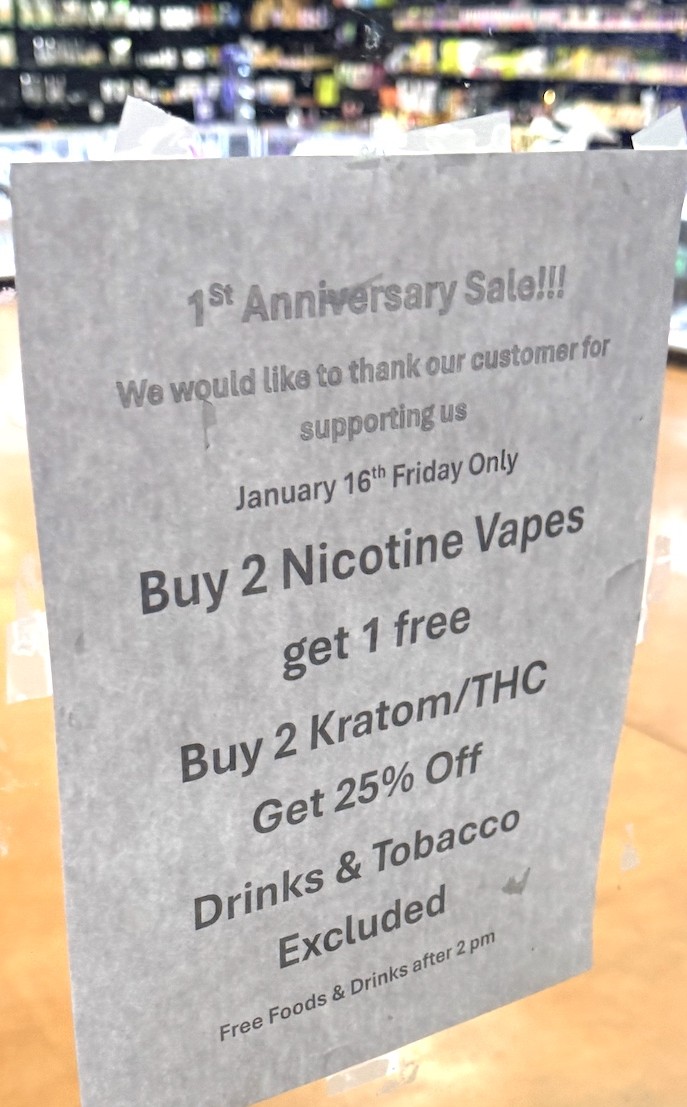 1St Anniversary Sale!!!
We would like to thank our customer for
supporting us
January 16th Friday Only
Buy 2 Nicotine Vapes
get 1 free
Buy 2 Kratom/THC
Get 25% Off
Drinks & Tobacco
Excluded
Free Foods & Drinks after 2 pm